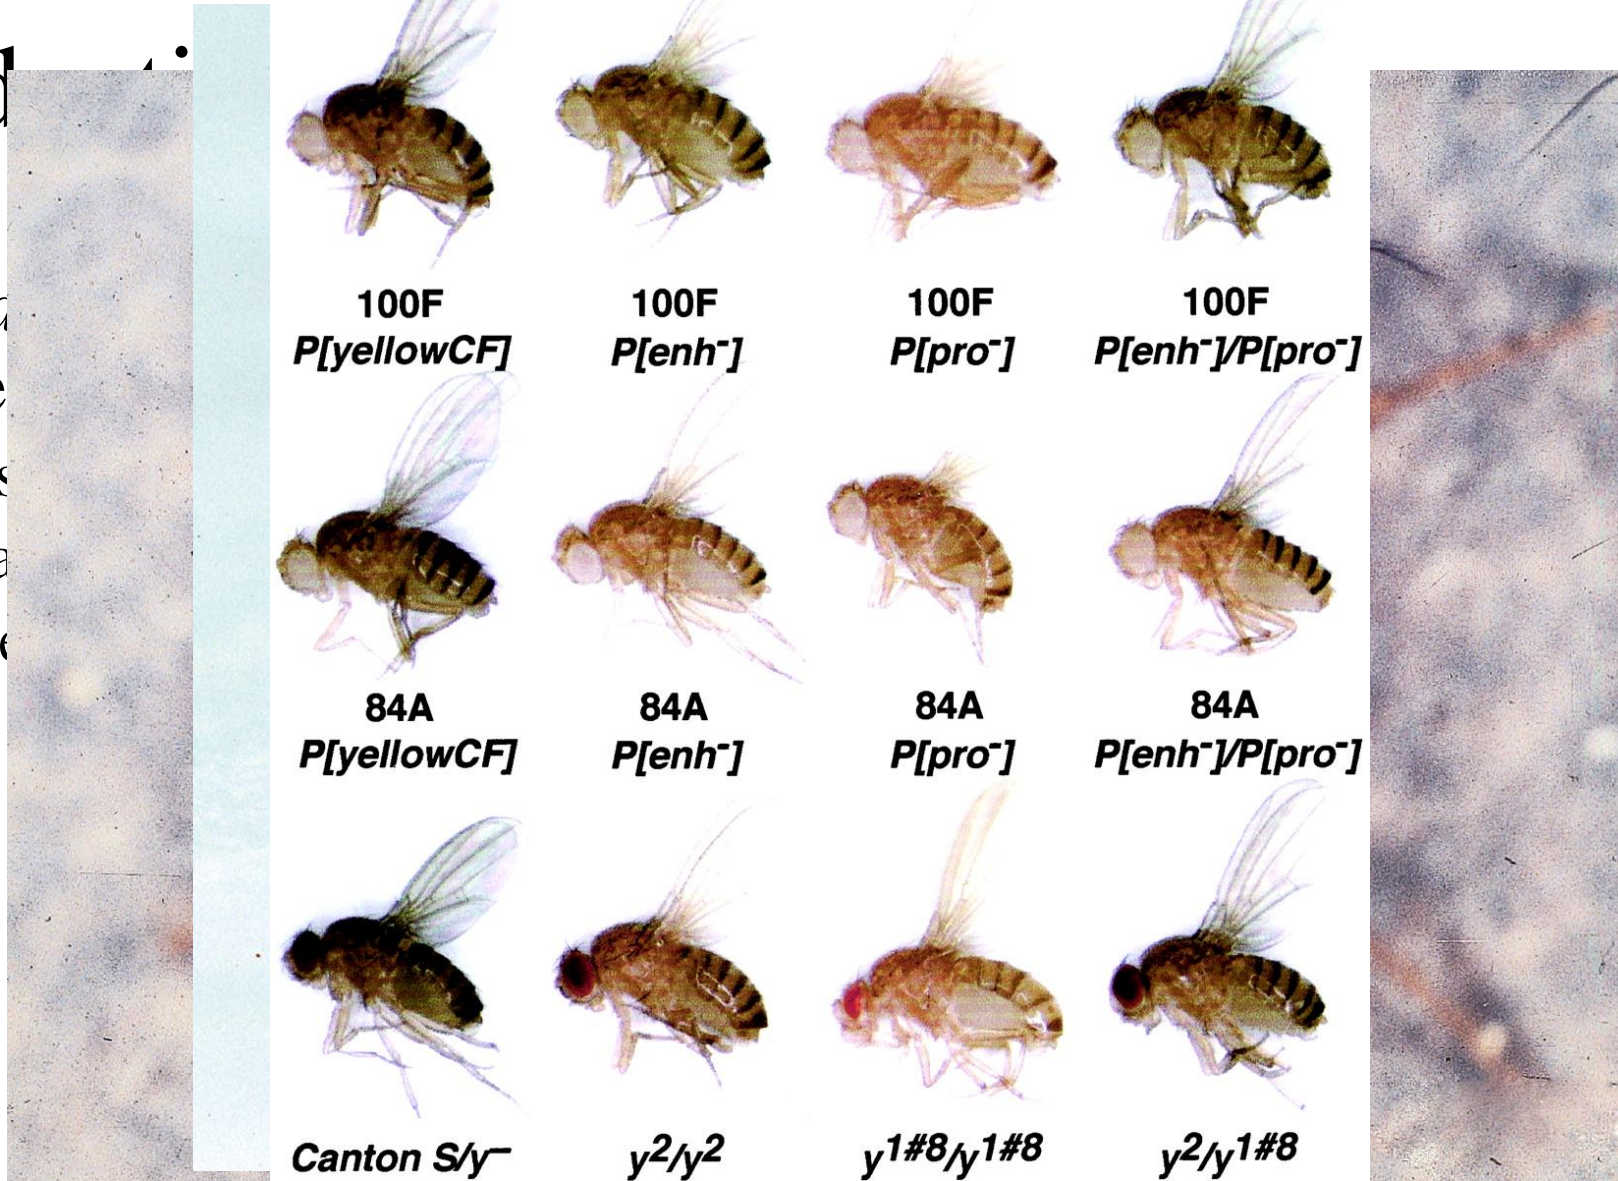 100F 100F 100F 100F
P[yellowCF] P[enh⁻] P[pro⁻] P[enh⁻]/P[pro⁻]
84A 84A 84A 84A
P[yellowCF] P[enh⁻] P[pro⁻] P[enh⁻]/P[pro⁻]
Canton S/y⁻ y²/y² y¹#⁸/y¹#⁸ y²/y¹#⁸